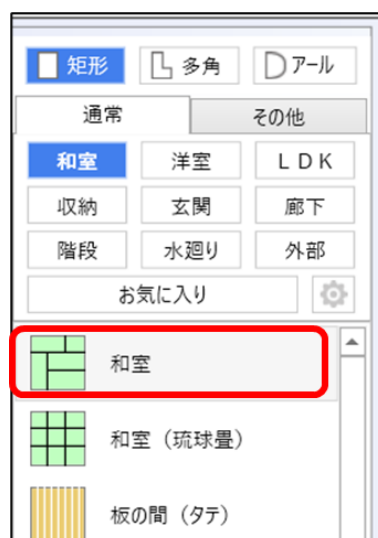 矩形 多角 アール
通常 その他
和室 洋室 ＬＤＫ
収納 玄関 廊下
階段 水廻り 外部
お気に入り
和室
和室（琉球畳）
板の間（タテ）